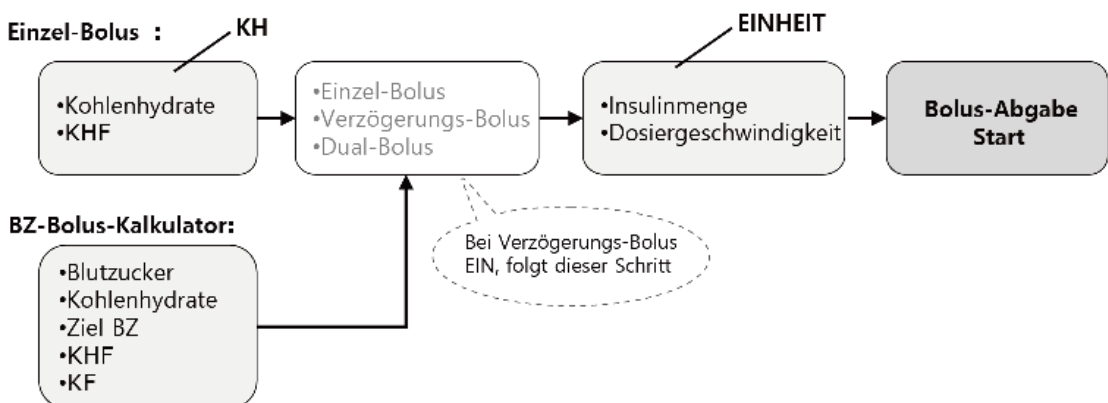 Einzel-Bolus :
KH
EINHEIT
•Kohlenhydrate
•KHF
•Einzel-Bolus
•Verzögerungs-Bolus
•Dual-Bolus
•Insulinmenge
•Dosiergeschwindigkeit
Bolus-Abgabe
Start
BZ-Bolus-Kalkulator:
•Blutzucker
•Kohlenhydrate
•Ziel BZ
•KHF
•KF
Bei Verzögerungs-Bolus
EIN, folgt dieser Schritt